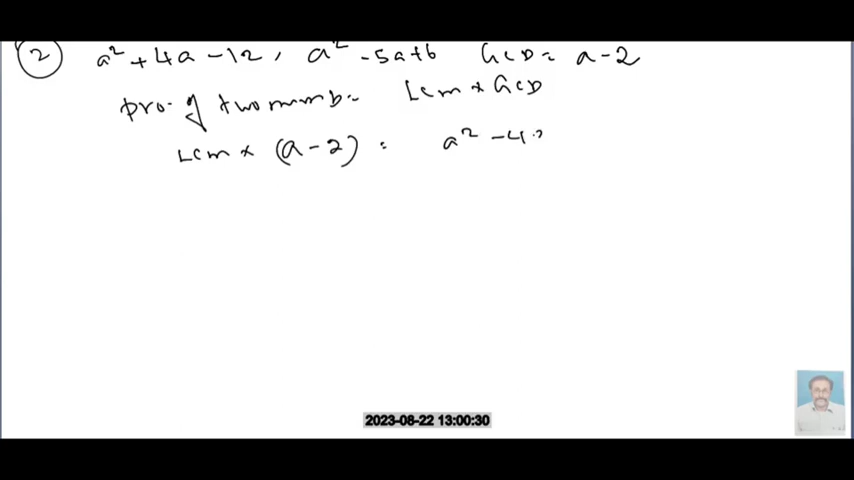 2 a² + 4a - 12, a² - 5a + 6 GCD = a - 2
Pro. of two numb = LCM × GCD
LCM × (a - 2) = a² - 4
2023-08-22 13:00:30